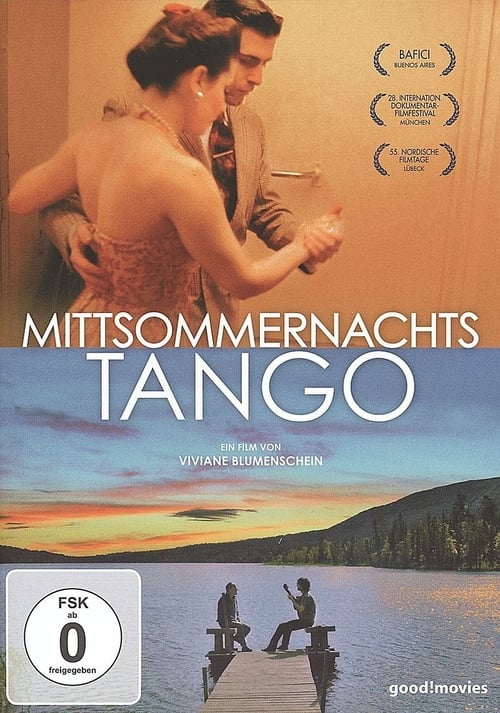 BAFICI
BUENOS AIRES
28. INTERNATION.
DOKUMENTAR-
FILMFESTIVAL
MÜNCHEN
55. NORDISCHE
FILMTAGE
LÜBECK
MITTSOMMERNACHTS
TANGO
EIN FILM VON
VIVIANE BLUMENSCHEIN
FSK
ab
0
freigegeben
good!movies